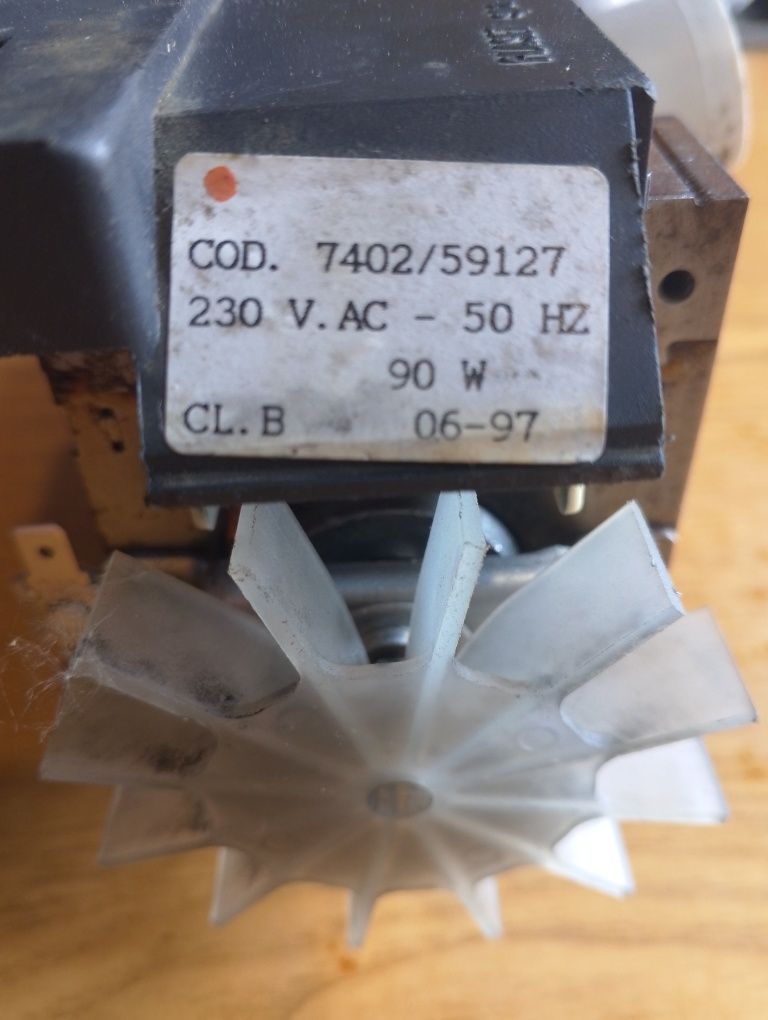 COD. 7402/59127
230 V.AC - 50 HZ
90 W
CL.B 06-97